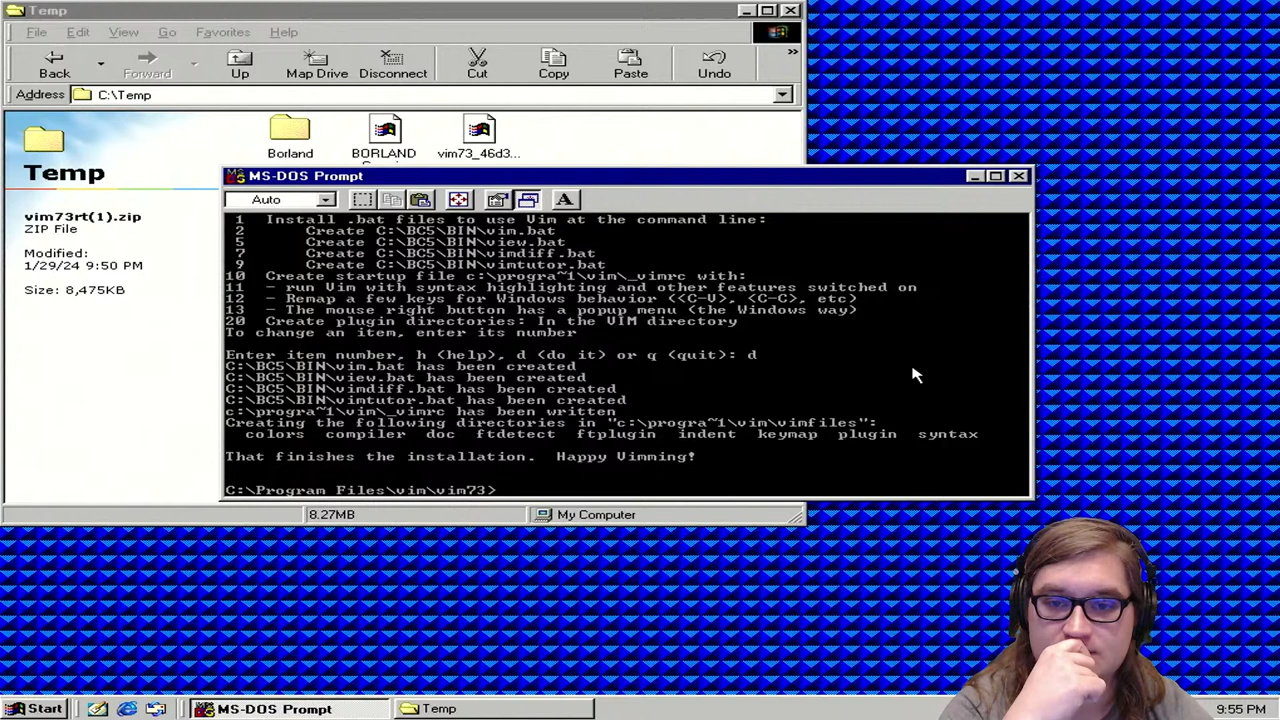 Temp
File Edit View Go Favorites Help
Back Forward Up Map Drive Disconnect Cut Copy Paste Undo »
Address C:\Temp
Temp
vim73rt(1).zip
ZIP File
Modified:
1/29/24 9:50 PM
Size: 8,475KB
Borland
BORLAND
vim73_46d3...
MS-DOS Prompt
Auto
A
1 Install .bat files to use Vim at the command line:
2 Create C:\BC5\BIN\vim.bat
5 Create C:\BC5\BIN\view.bat
7 Create C:\BC5\BIN\vimdiff.bat
9 Create C:\BC5\BIN\vimtutor.bat
10 Create startup file c:\progra~1\vim\_vimrc with:
11 - run Vim with syntax highlighting and other features switched on
12 - Remap a few keys for Windows behavior (<C-V>, <C-C>, etc)
13 - The mouse right button has a popup menu (the Windows way)
20 Create plugin directories: In the VIM directory
To change an item, enter its number
Enter item number, h (help), d (do it) or q (quit): d
C:\BC5\BIN\vim.bat has been created
C:\BC5\BIN\view.bat has been created
C:\BC5\BIN\vimdiff.bat has been created
C:\BC5\BIN\vimtutor.bat has been created
c:\progra~1\vim\_vimrc has been written
Creating the following directories in "c:\progra~1\vim\vimfiles":
colors compiler doc ftdetect ftplugin indent keymap plugin syntax
That finishes the installation. Happy Vimming!
C:\Program Files\vim\vim73>
8.27MB
My Computer
Start
MS-DOS Prompt
Temp
9:55 PM